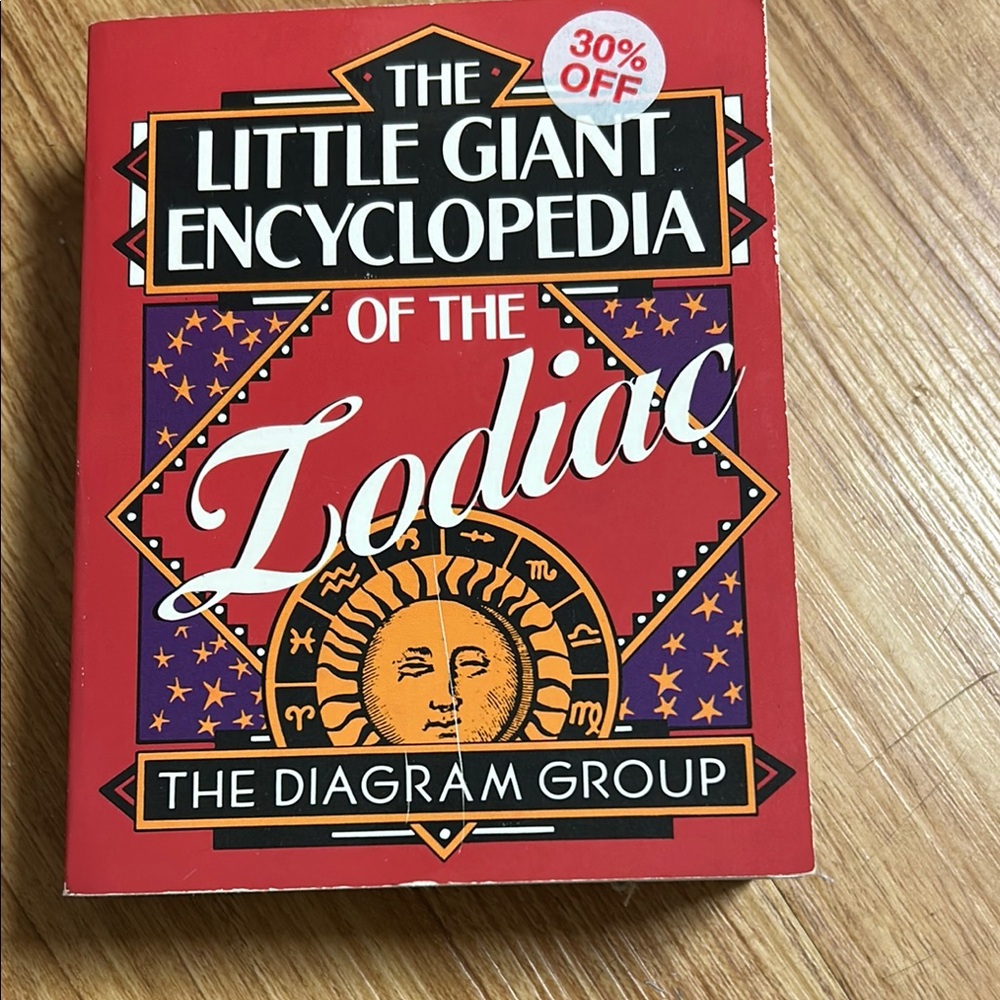 30%
OFF
THE
LITTLE GIANT
ENCYCLOPEDIA
OF THE
Zodiac
THE DIAGRAM GROUP